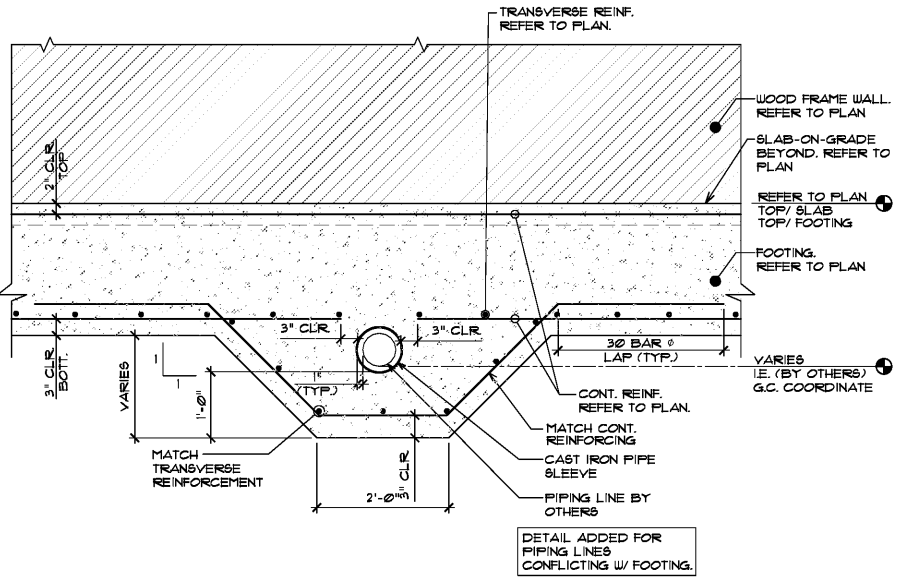 TRANSVERSE REINF.
REFER TO PLAN.
WOOD FRAME WALL.
REFER TO PLAN
SLAB-ON-GRADE
BEYOND. REFER TO
PLAN
2" CLR.
TOP
REFER TO PLAN
TOP/ SLAB
TOP/ FOOTING
FOOTING.
REFER TO PLAN
3" CLR.
3" CLR.
30 BAR ø
LAP (TYP.)
3" CLR.
BOTT.
VARIES
1
1
1'-0"
1"
(TYP.)
VARIES
I.E. (BY OTHERS)
G.C. COORDINATE
CONT. REINF.
REFER TO PLAN.
MATCH CONT.
REINFORCING
MATCH
TRANSVERSE
REINFORCEMENT
CAST IRON PIPE
SLEEVE
2'-0"
3" CLR.
PIPING LINE BY
OTHERS
DETAIL ADDED FOR
PIPING LINES
CONFLICTING W/ FOOTING.